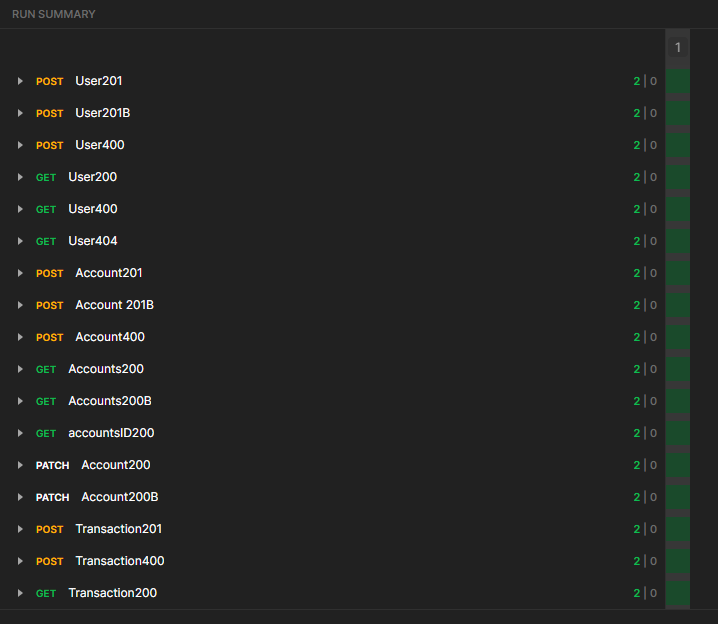 RUN SUMMARY
1
POST User201 2 | 0
POST User201B 2 | 0
POST User400 2 | 0
GET User200 2 | 0
GET User400 2 | 0
GET User404 2 | 0
POST Account201 2 | 0
POST Account 201B 2 | 0
POST Account400 2 | 0
GET Accounts200 2 | 0
GET Accounts200B 2 | 0
GET accountsID200 2 | 0
PATCH Account200 2 | 0
PATCH Account200B 2 | 0
POST Transaction201 2 | 0
POST Transaction400 2 | 0
GET Transaction200 2 | 0